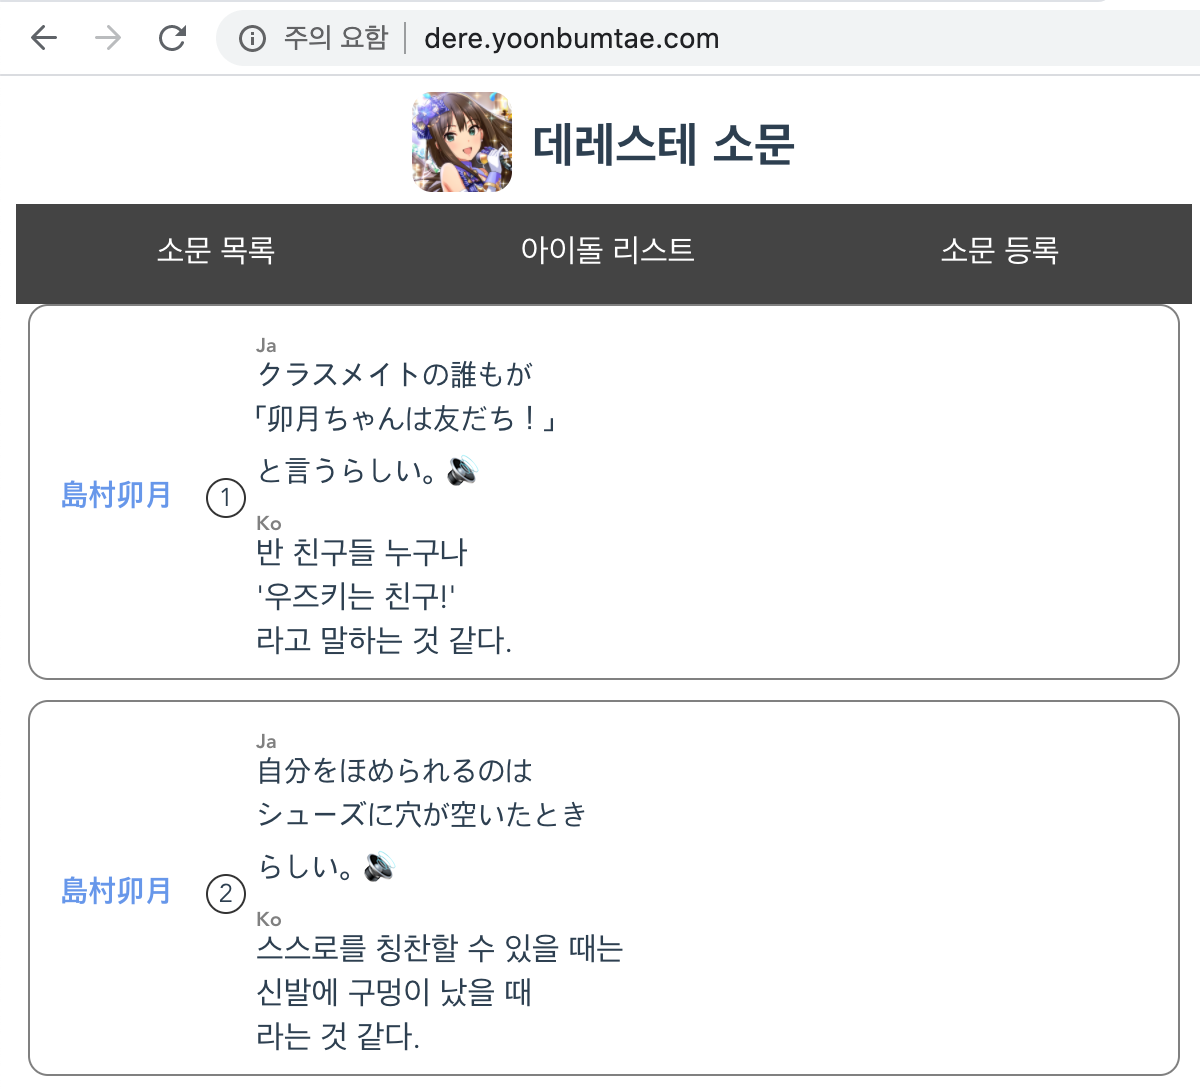 주의 요함 dere.yoonbumtae.com
데레스테 소문
소문 목록 아이돌 리스트 소문 등록
島村卯月
1
Ja
クラスメイトの誰もが
「卯月ちゃんは友だち！」
と言うらしい。
Ko
반 친구들 누구나
'우즈키는 친구!'
라고 말하는 것 같다.
島村卯月
2
Ja
自分をほめられるのは
シューズに穴が空いたとき
らしい。
Ko
스스로를 칭찬할 수 있을 때는
신발에 구멍이 났을 때
라는 것 같다.